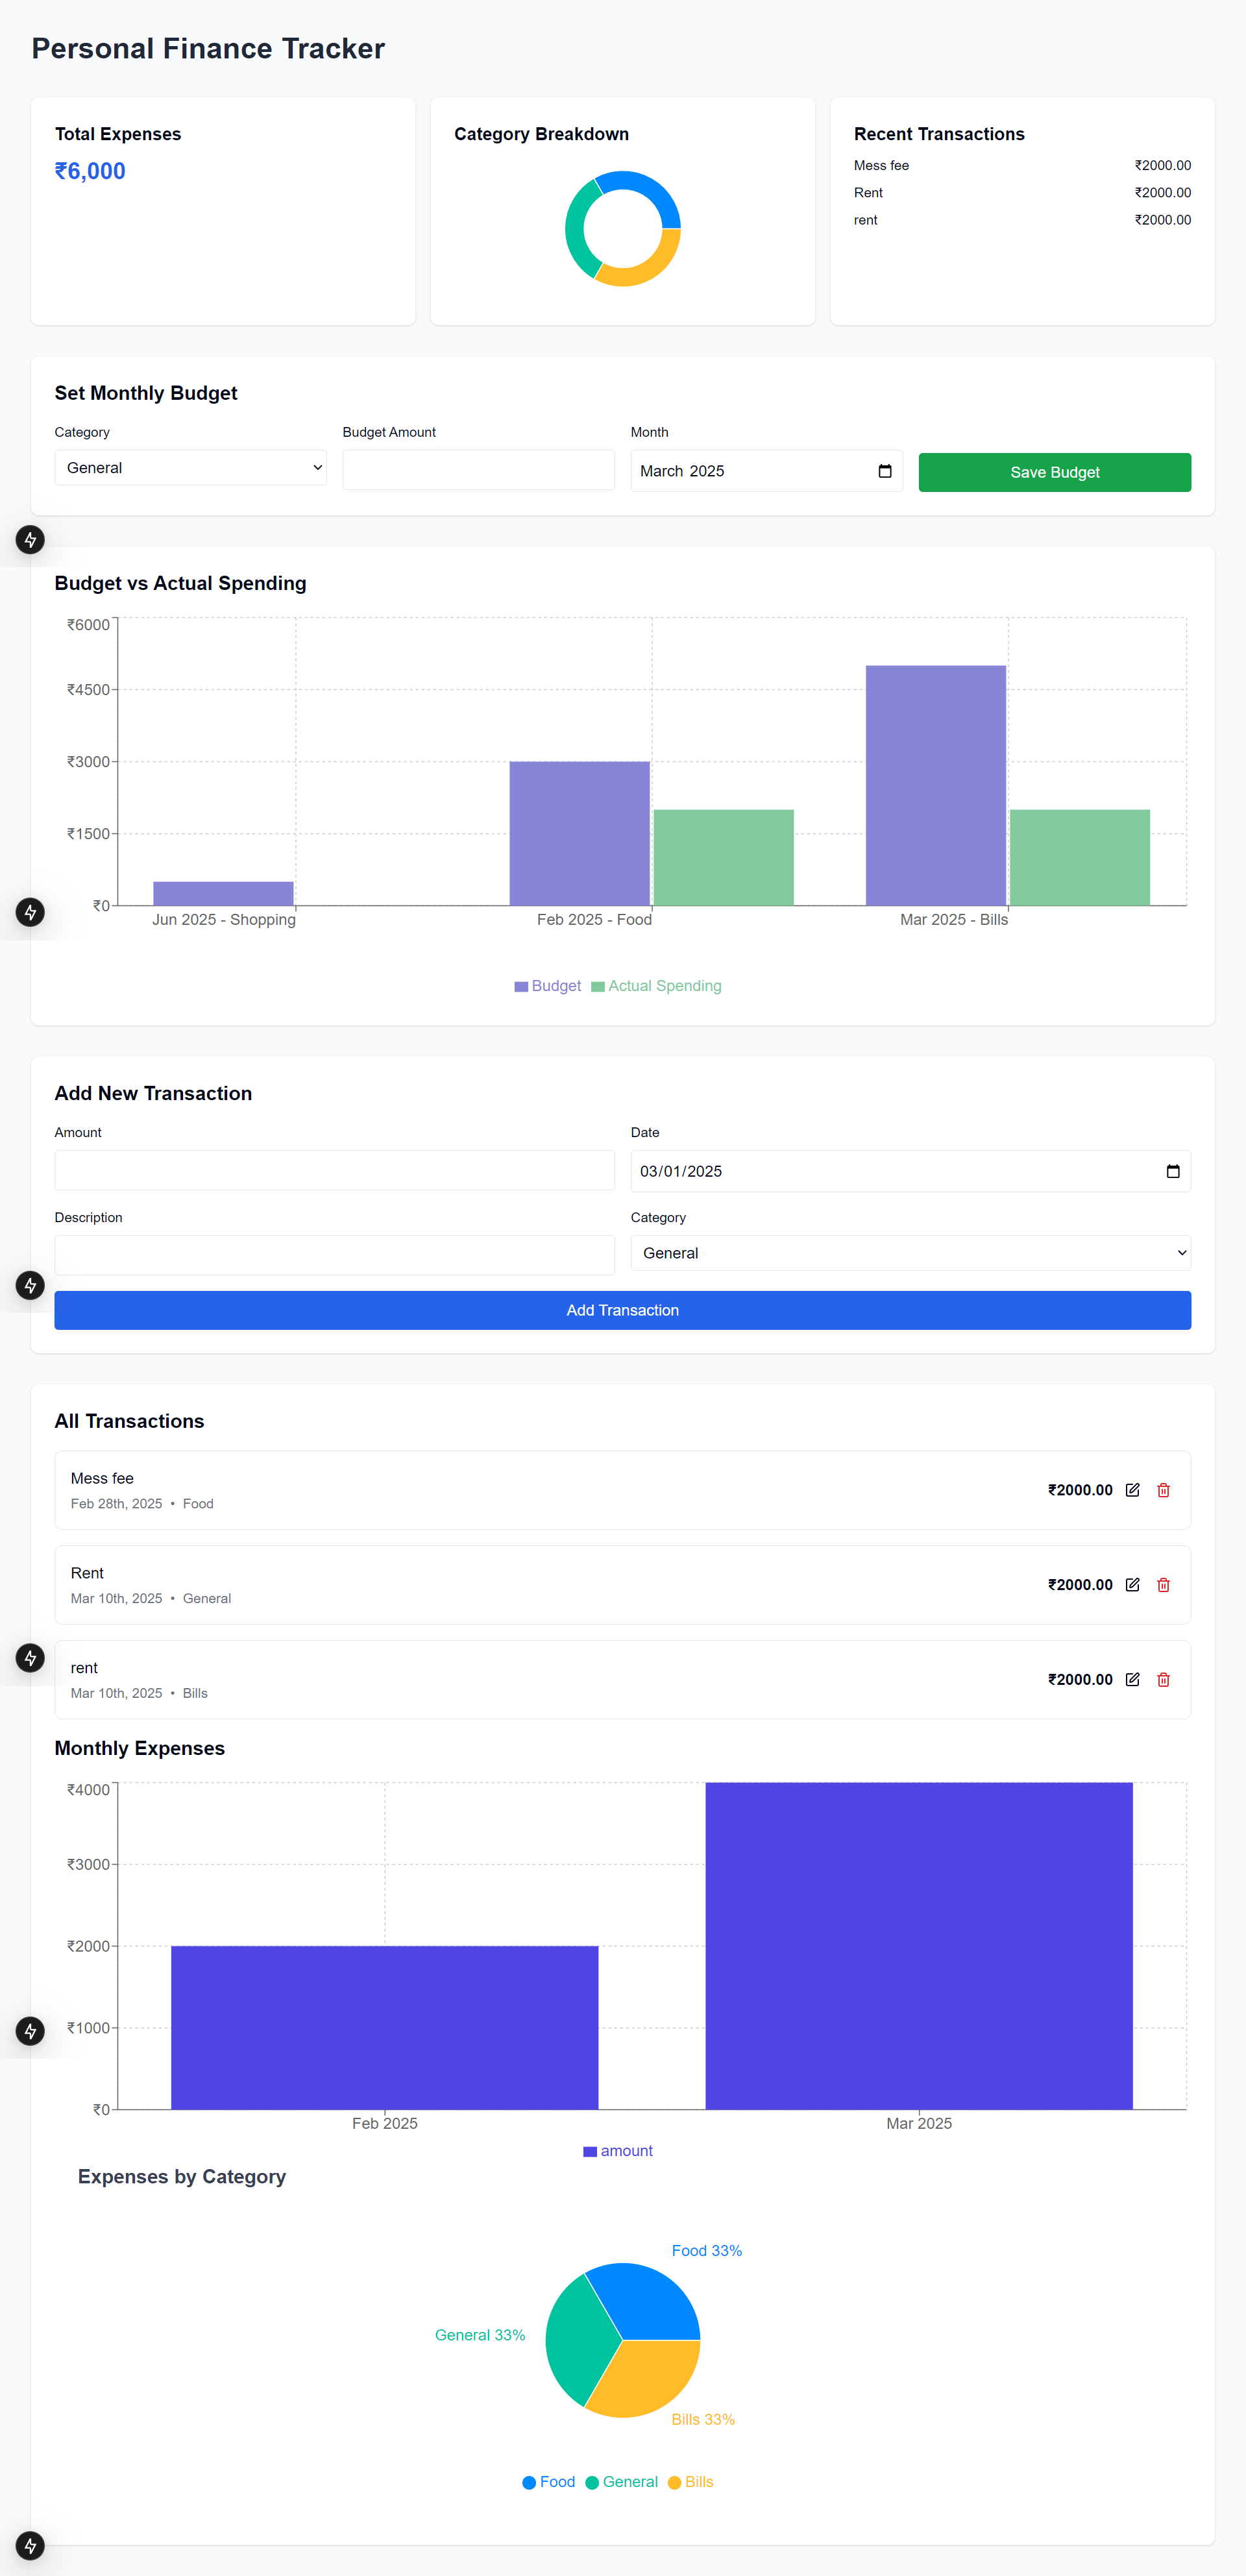 Personal Finance Tracker
Total Expenses
₹6,000
Category Breakdown
Recent Transactions
Mess fee ₹2000.00
Rent ₹2000.00
rent ₹2000.00
Set Monthly Budget
Category Budget Amount Month
General March 2025 Save Budget
Budget vs Actual Spending
₹6000
₹4500
₹3000
₹1500
₹0
Jun 2025 - Shopping Feb 2025 - Food Mar 2025 - Bills
Budget Actual Spending
Add New Transaction
Amount Date
03/01/2025
Description Category
General
Add Transaction
All Transactions
Mess fee
Feb 28th, 2025 • Food
₹2000.00
Rent
Mar 10th, 2025 • General
₹2000.00
rent
Mar 10th, 2025 • Bills
₹2000.00
Monthly Expenses
₹4000
₹3000
₹2000
₹1000
₹0
Feb 2025 Mar 2025
amount
Expenses by Category
Food 33%
General 33%
Bills 33%
Food General Bills